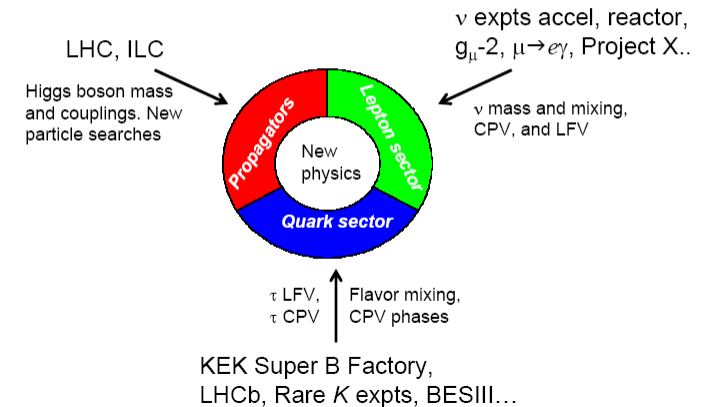 LHC, ILC
Higgs boson mass
and couplings. New
particle searches
ν expts accel, reactor,
gμ-2, μ→eγ, Project X..
ν mass and mixing,
CPV, and LFV
Propagators
Lepton sector
New
physics
Quark sector
τ LFV,
τ CPV
Flavor mixing,
CPV phases
KEK Super B Factory,
LHCb, Rare K expts, BESIII...